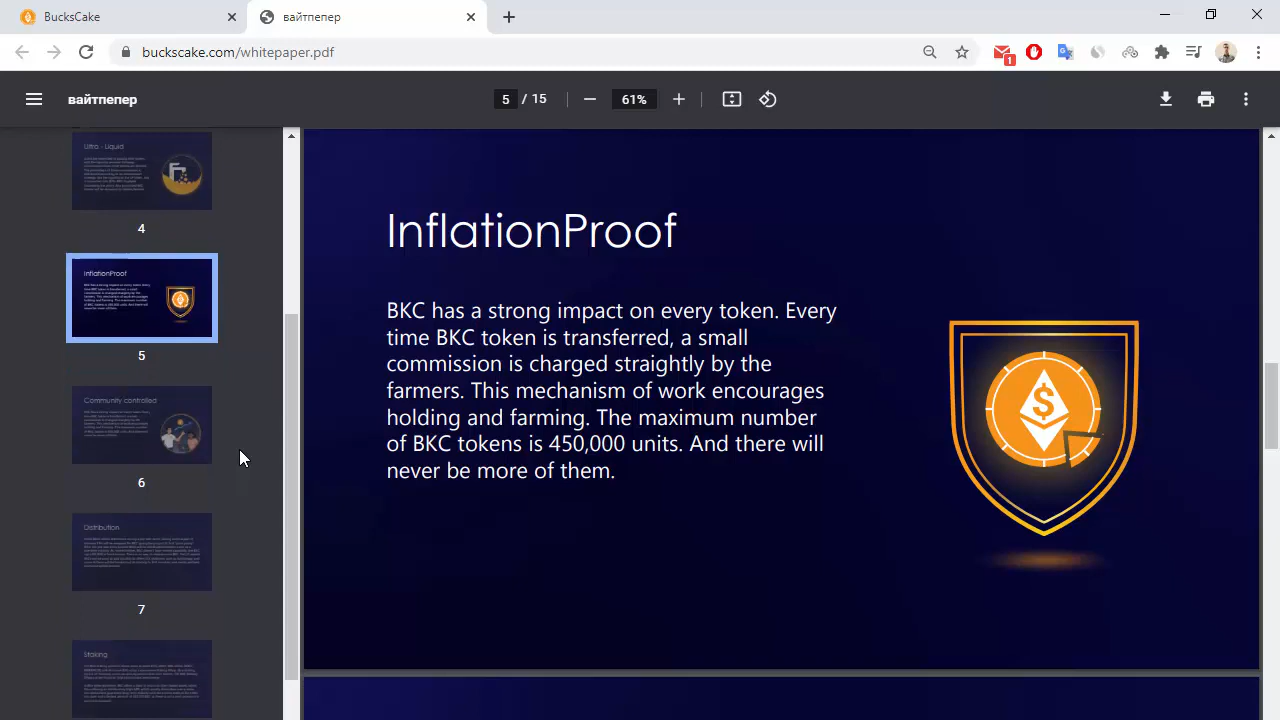 BucksCake
вайтпепер
buckscake.com/whitepaper.pdf
1
вайтпепер
5 / 15
61%
Ultra - Liquid
4
InflationProof
5
Community controlled
6
Distribution
7
Staking
InflationProof
BKC has a strong impact on every token. Every
time BKC token is transferred, a small
commission is charged straightly by the
farmers. This mechanism of work encourages
holding and farming. The maximum number
of BKC tokens is 450,000 units. And there will
never be more of them.
$